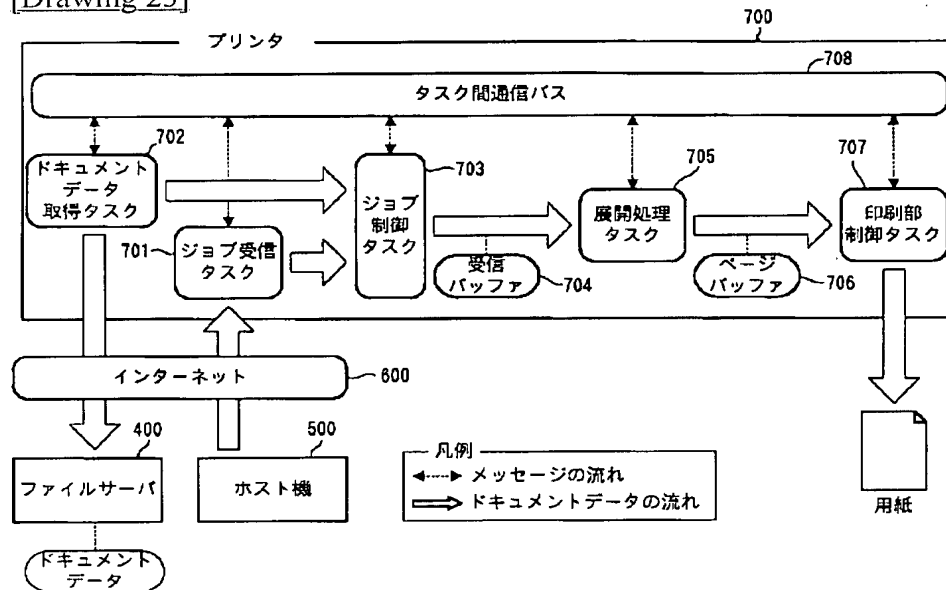 [Drawing 25]
プリンタ
700
708
タスク間通信バス
702
ドキュメント
データ
取得タスク
701
ジョブ受信
タスク
703
ジョブ
制御
タスク
受信
バッファ
704
705
展開処理
タスク
ページ
バッファ
706
707
印刷部
制御タスク
インターネット
600
400
ファイルサーバ
500
ホスト機
ドキュメント
データ
凡例
メッセージの流れ
ドキュメントデータの流れ
用紙